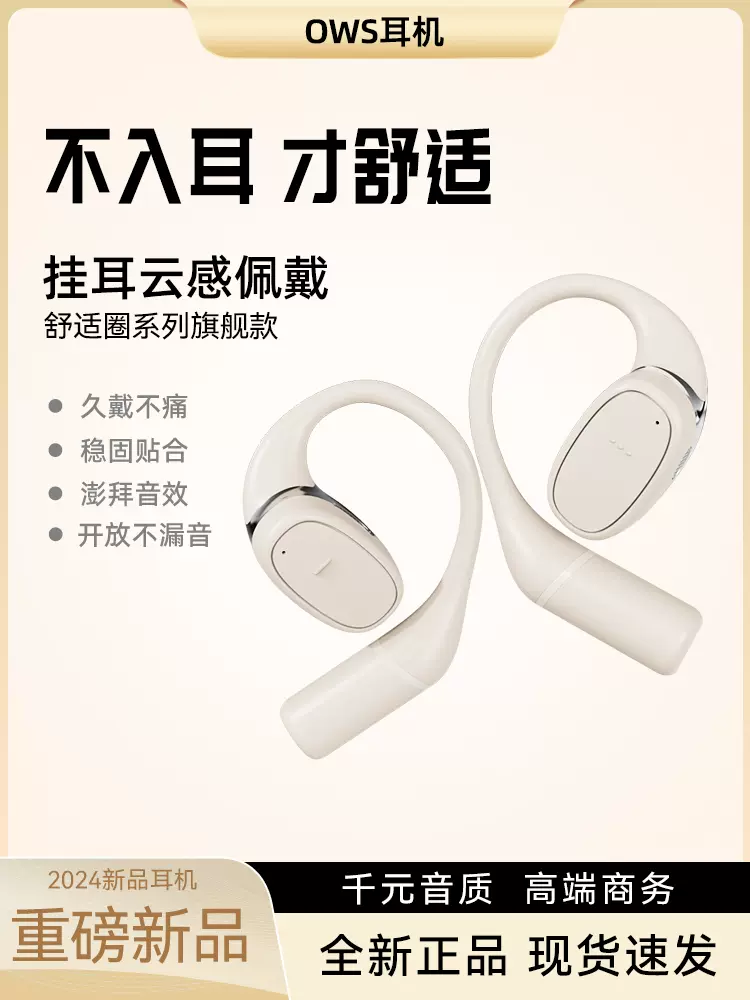 OWS耳机
不入耳 才舒适
挂耳云感佩戴
舒适圈系列旗舰款
久戴不痛
稳固贴合
澎拜音效
开放不漏音
2024新品耳机
重磅新品
千元音质 高端商务
全新正品 现货速发